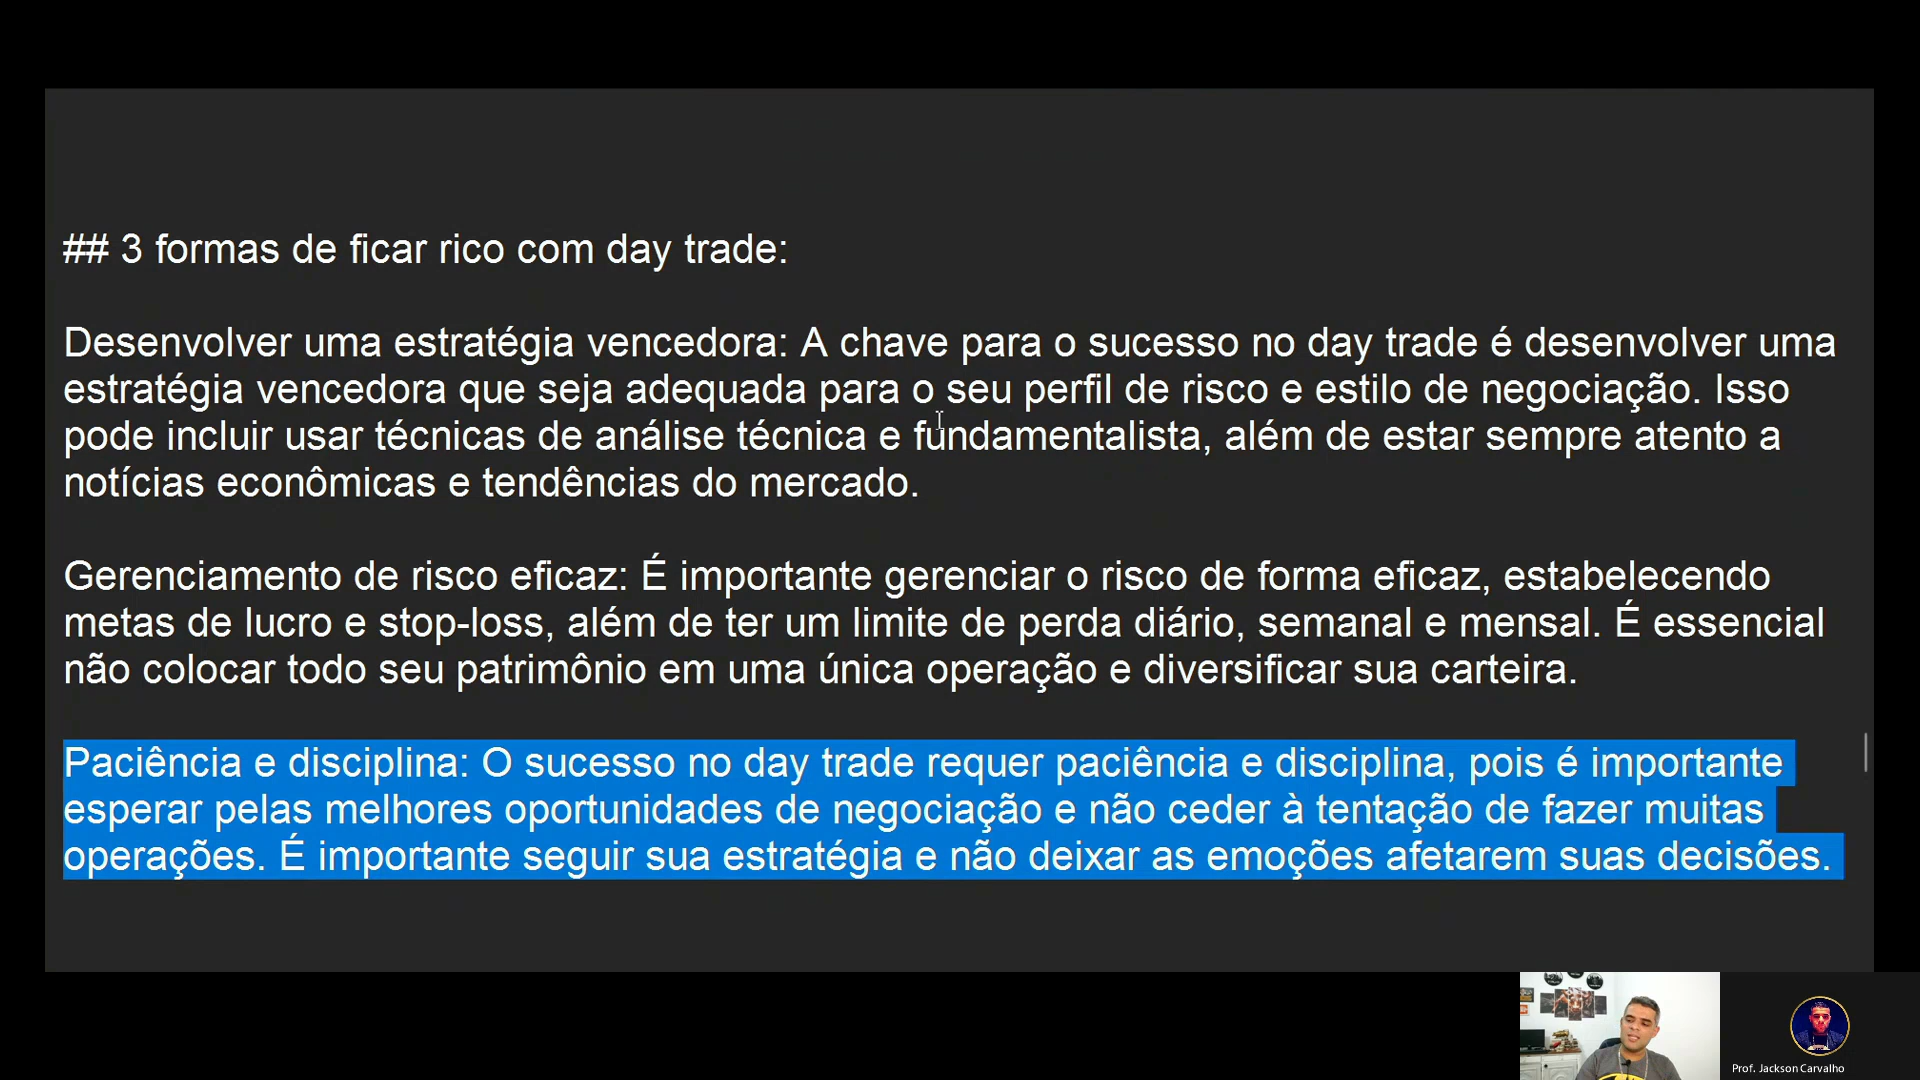 ## 3 formas de ficar rico com day trade:
Desenvolver uma estratégia vencedora: A chave para o sucesso no day trade é desenvolver uma
estratégia vencedora que seja adequada para o seu perfil de risco e estilo de negociação. Isso
pode incluir usar técnicas de análise técnica e fundamentalista, além de estar sempre atento a
notícias econômicas e tendências do mercado.
Gerenciamento de risco eficaz: É importante gerenciar o risco de forma eficaz, estabelecendo
metas de lucro e stop-loss, além de ter um limite de perda diário, semanal e mensal. É essencial
não colocar todo seu patrimônio em uma única operação e diversificar sua carteira.
Paciência e disciplina: O sucesso no day trade requer paciência e disciplina, pois é importante
esperar pelas melhores oportunidades de negociação e não ceder à tentação de fazer muitas
operações. É importante seguir sua estratégia e não deixar as emoções afetarem suas decisões.
Prof. Jackson Carvalho